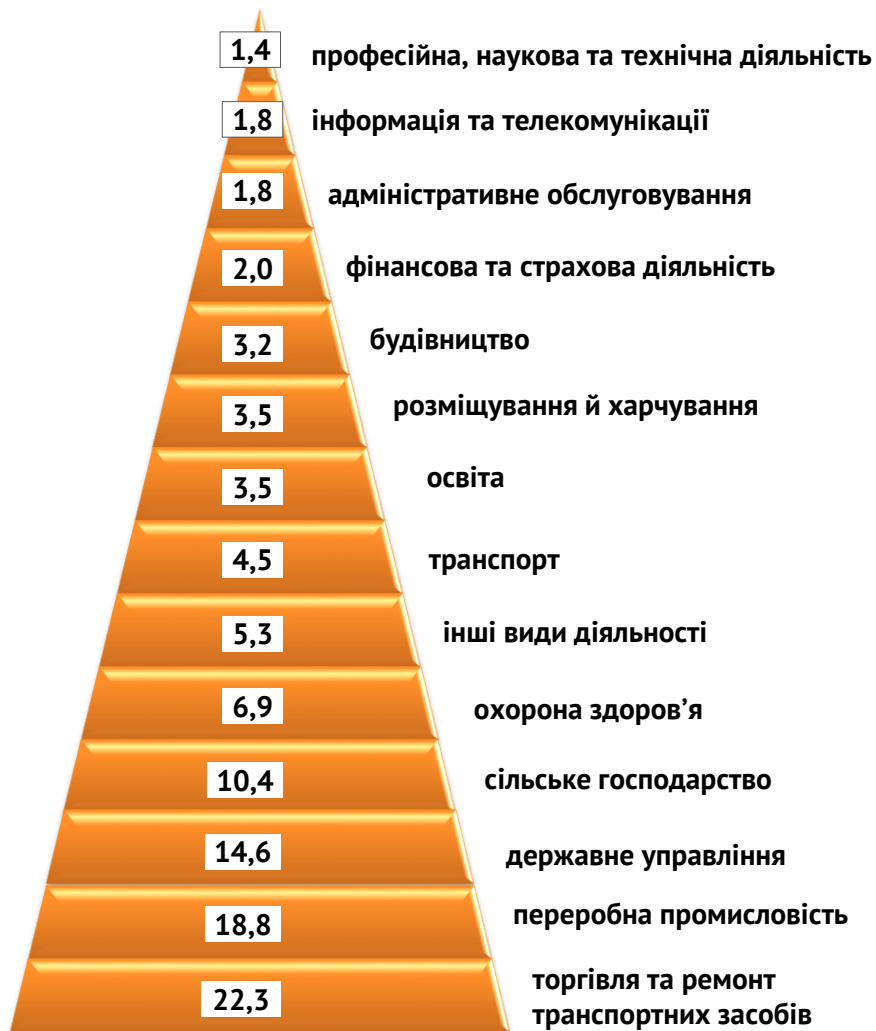 1,4 професійна, наукова та технічна діяльність
1,8 інформація та телекомунікації
1,8 адміністративне обслуговування
2,0 фінансова та страхова діяльність
3,2 будівництво
3,5 розміщування й харчування
3,5 освіта
4,5 транспорт
5,3 інші види діяльності
6,9 охорона здоров’я
10,4 сільське господарство
14,6 державне управління
18,8 переробна промисловість
22,3 торгівля та ремонт
транспортних засобів